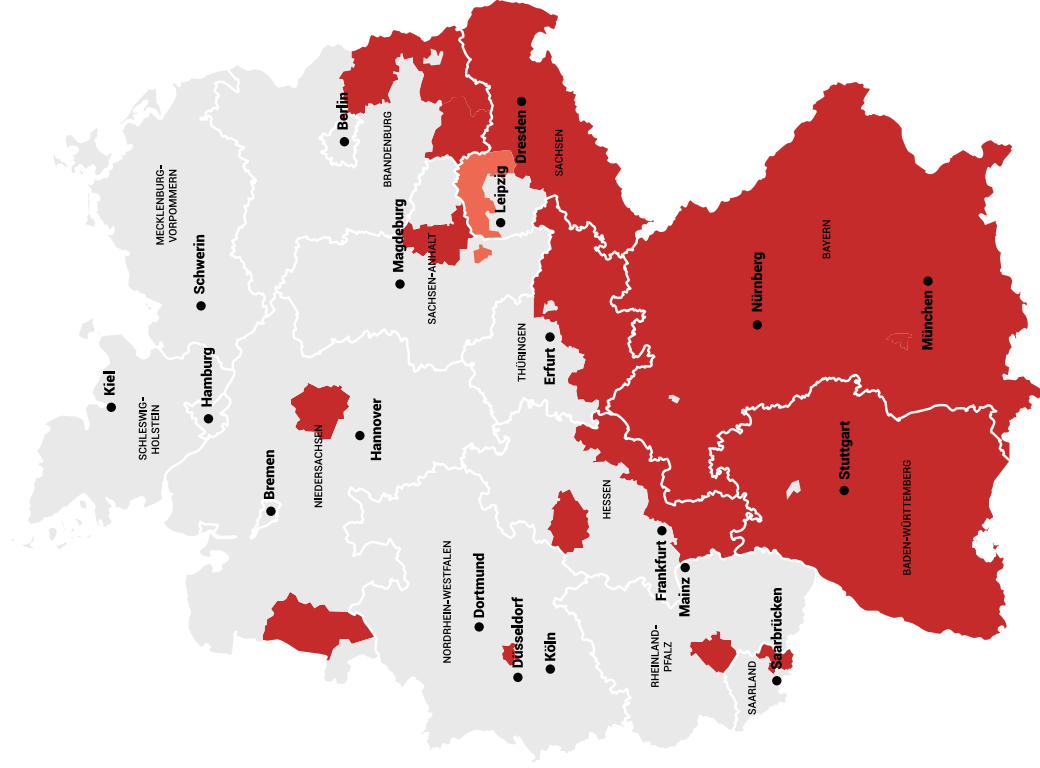 Kiel
SCHLESWIG-
HOLSTEIN
Hamburg
MECKLENBURG-
VORPOMMERN
Schwerin
Bremen
NIEDERSACHSEN
Hannover
Berlin
BRANDENBURG
Magdeburg
SACHSEN-ANHALT
NORDRHEIN-WESTFALEN
Dortmund
Düsseldorf
Köln
Leipzig
Dresden
SACHSEN
THÜRINGEN
Erfurt
HESSEN
Frankfurt
Mainz
RHEINLAND-
PFALZ
SAARLAND
Saarbrücken
Nürnberg
BAYERN
Stuttgart
BADEN-WÜRTTEMBERG
München